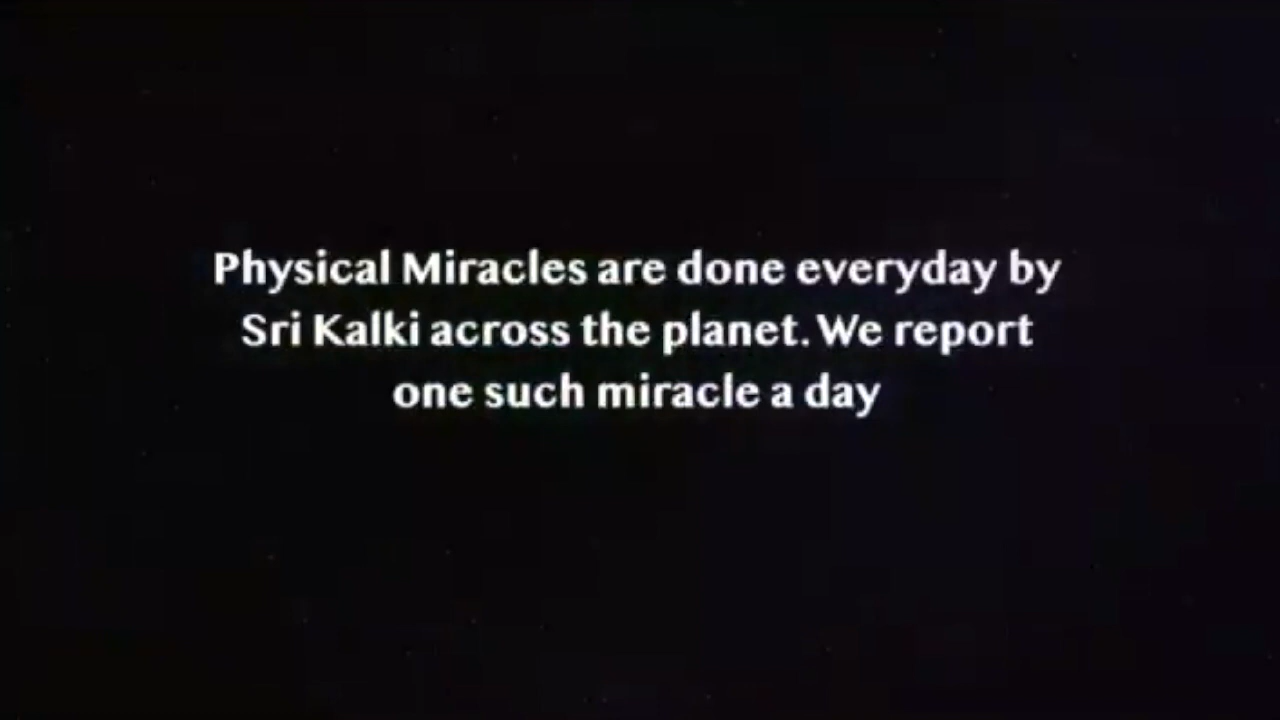 Physical Miracles are done everyday by
Sri Kalki across the planet. We report
one such miracle a day